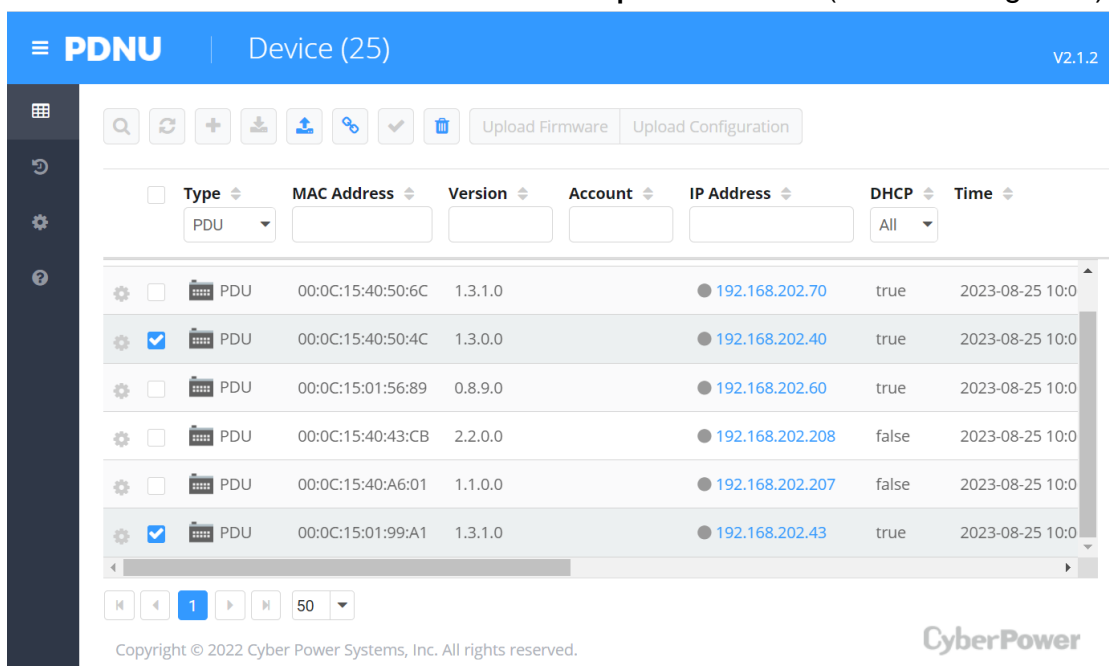 PDNU Device (25) V2.1.2
Upload Firmware Upload Configuration
Type MAC Address Version Account IP Address DHCP Time
PDU All
PDU 00:0C:15:40:50:6C 1.3.1.0 192.168.202.70 true 2023-08-25 10:0
PDU 00:0C:15:40:50:4C 1.3.0.0 192.168.202.40 true 2023-08-25 10:0
PDU 00:0C:15:01:56:89 0.8.9.0 192.168.202.60 true 2023-08-25 10:0
PDU 00:0C:15:40:43:CB 2.2.0.0 192.168.202.208 false 2023-08-25 10:0
PDU 00:0C:15:40:A6:01 1.1.0.0 192.168.202.207 false 2023-08-25 10:0
PDU 00:0C:15:01:99:A1 1.3.1.0 192.168.202.43 true 2023-08-25 10:0
1 50
Copyright © 2022 Cyber Power Systems, Inc. All rights reserved. CyberPower